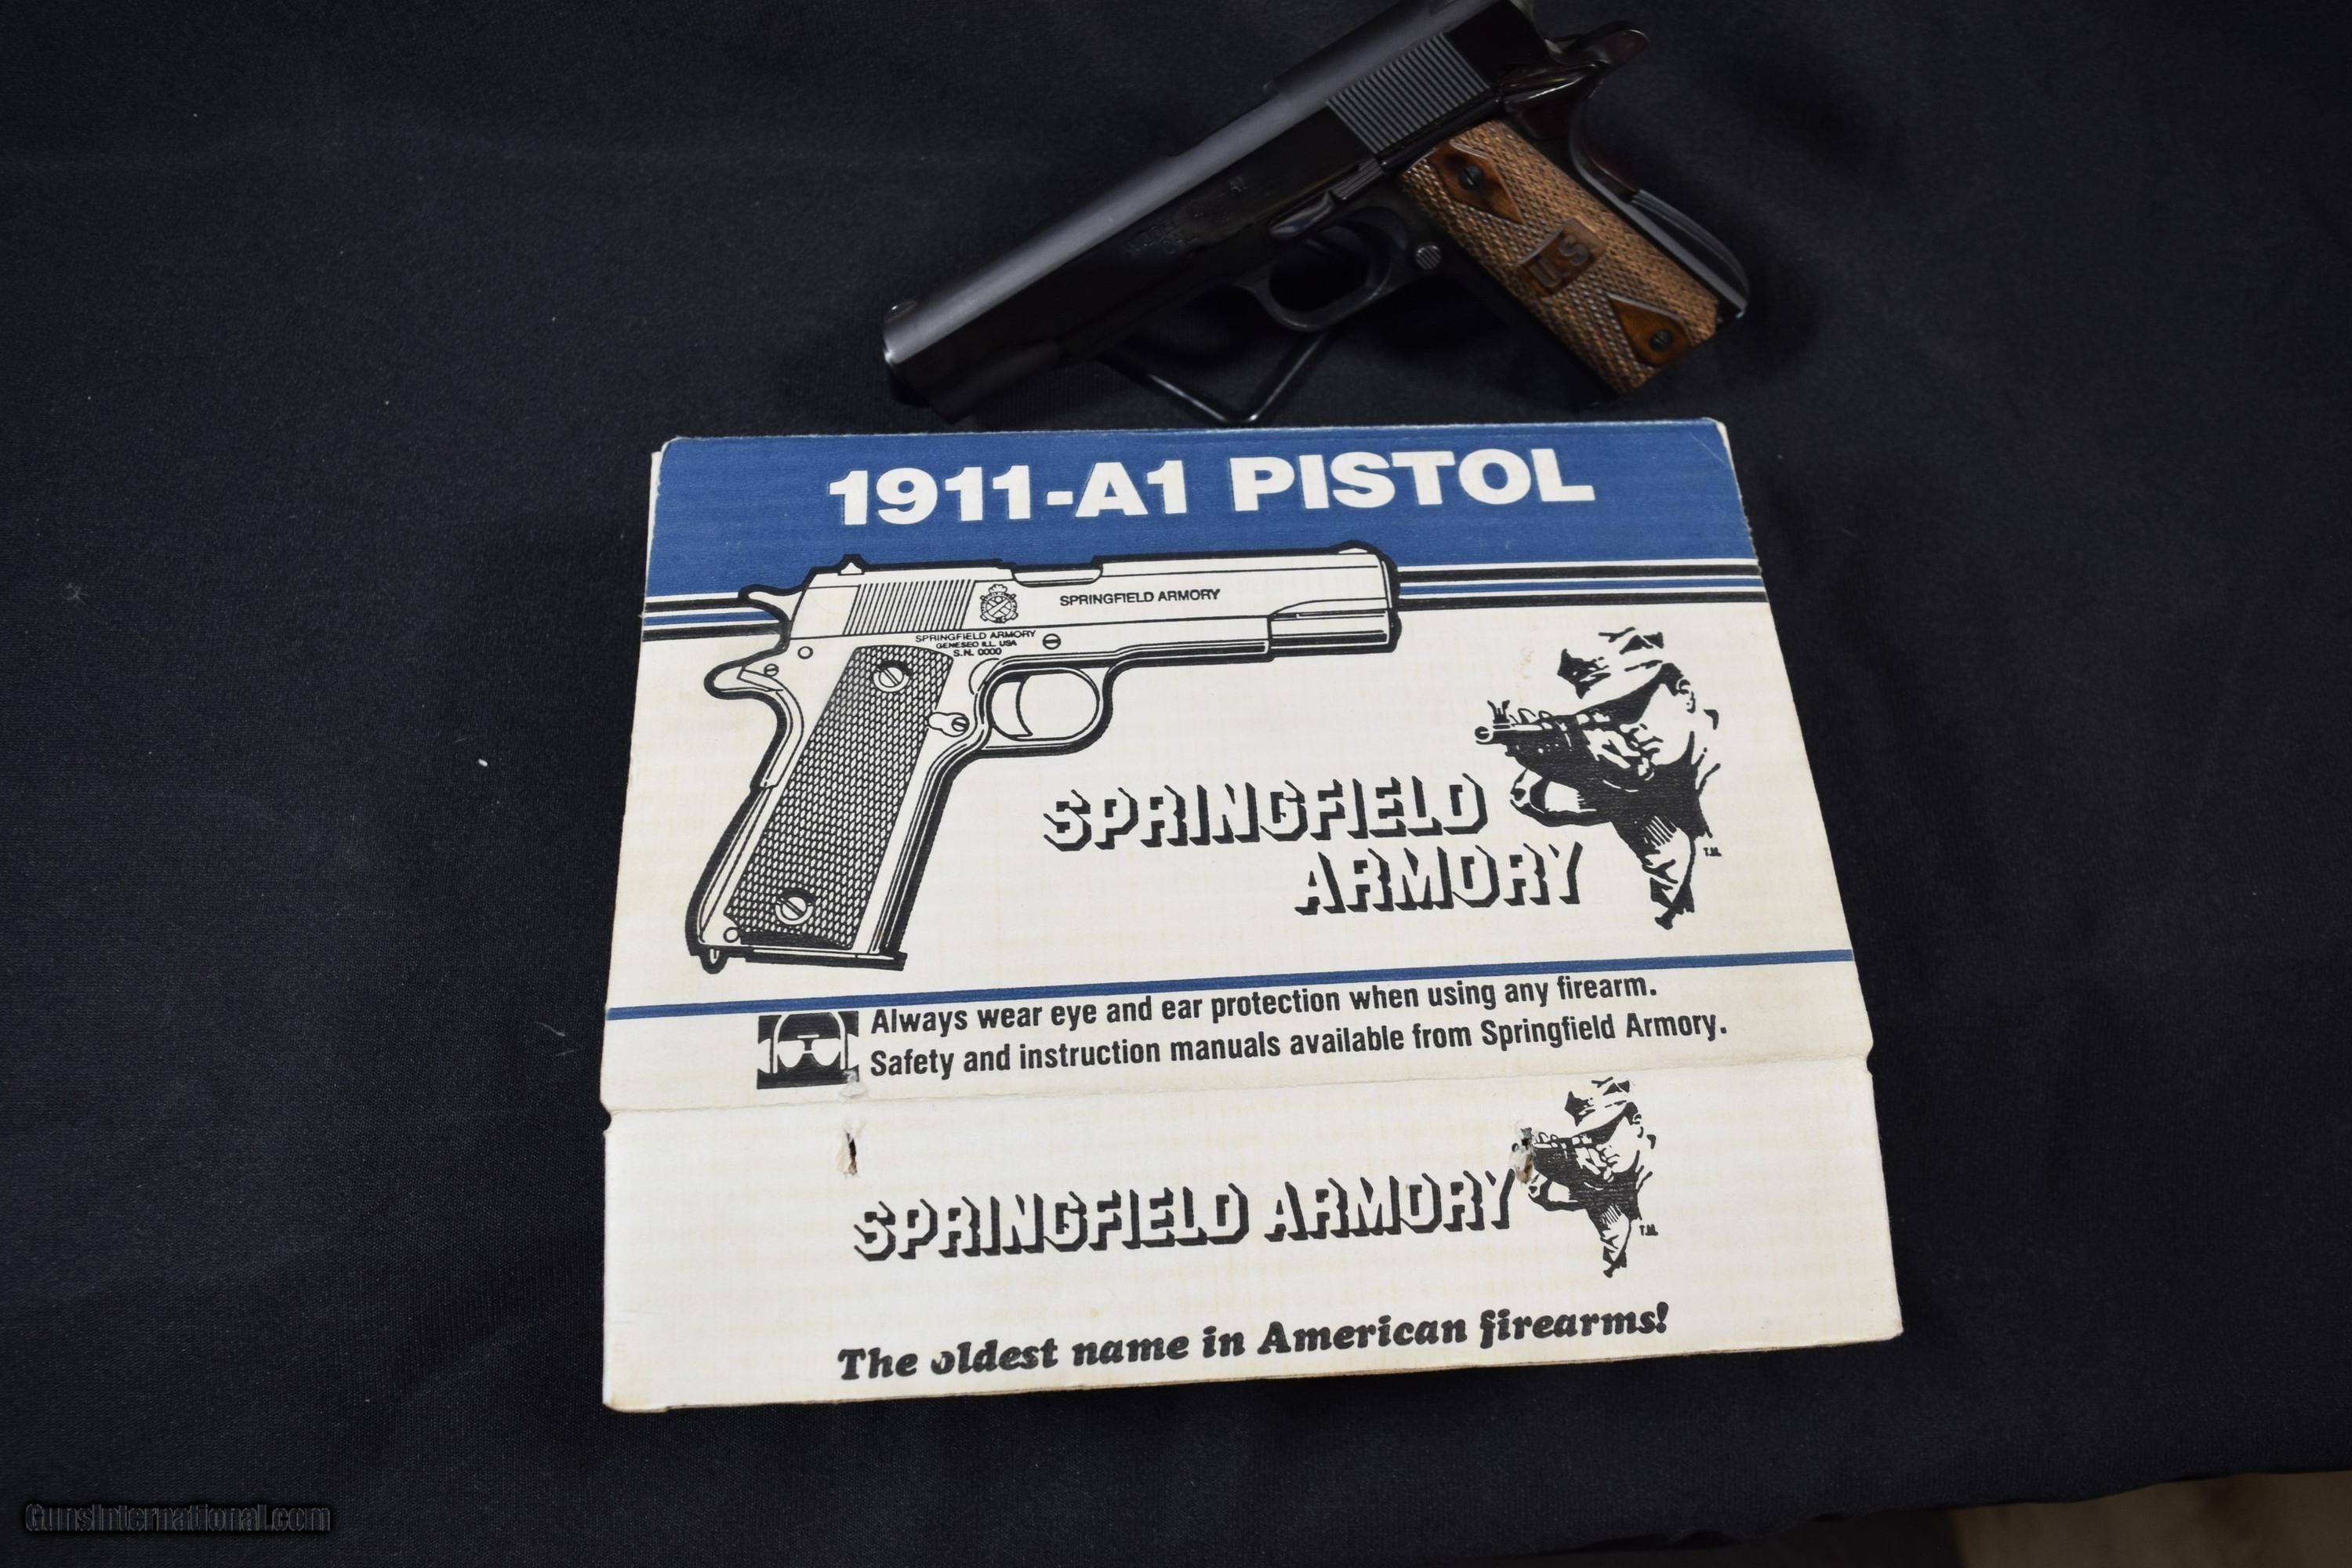 U.S
1911-A1 PISTOL
SPRINGFIELD ARMORY
SPRINGFIELD ARMORY
GENESEO ILL. USA
S.N. 0000
SPRINGFIELD
ARMORY
T.M.
Always wear eye and ear protection when using any firearm.
Safety and instruction manuals available from Springfield Armory.
SPRINGFIELD ARMORY
T.M.
The oldest name in American firearms!
GunsInternational.com